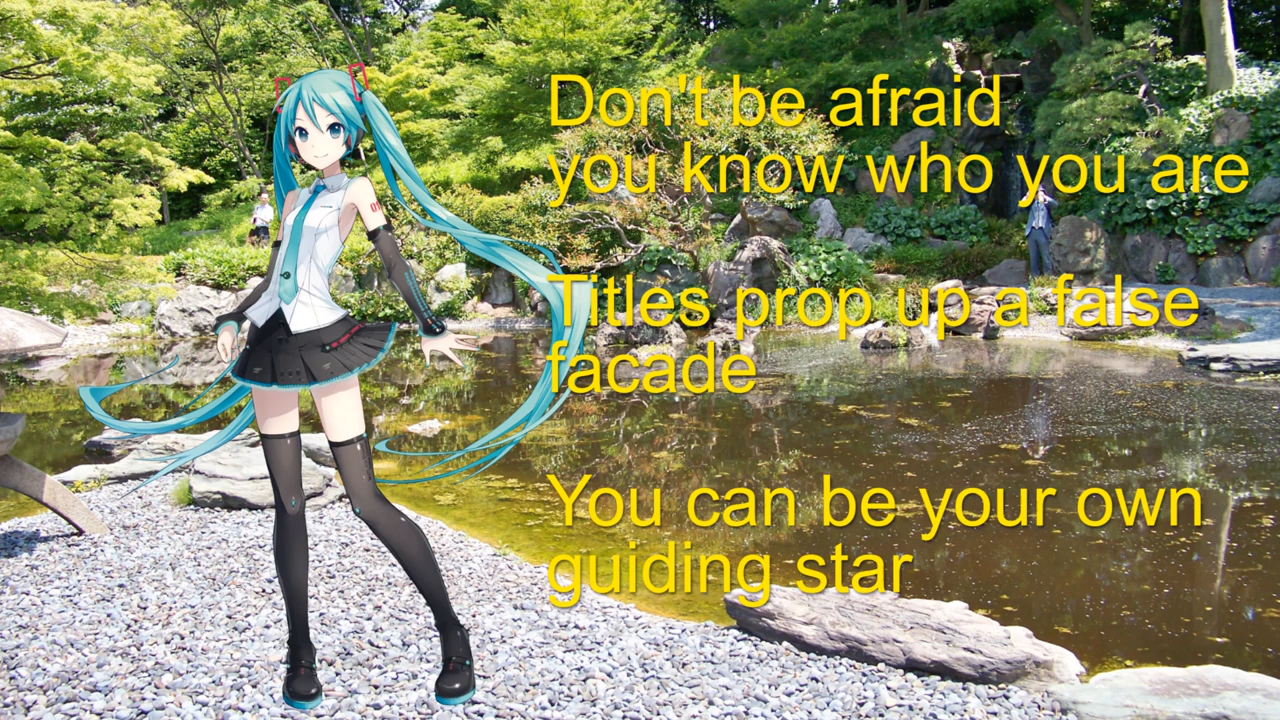 Don't be afraid
you know who you are
Titles prop up a false
facade
You can be your own
guiding star
01